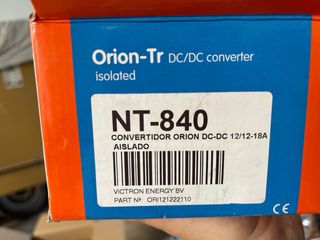 Orion-Tr DC/DC converter
isolated
NT-840
CONVERTIDOR ORION DC-DC 12/12-18A
AISLADO
VICTRON ENERGY BV
PART Nº: ORI121222110
CE